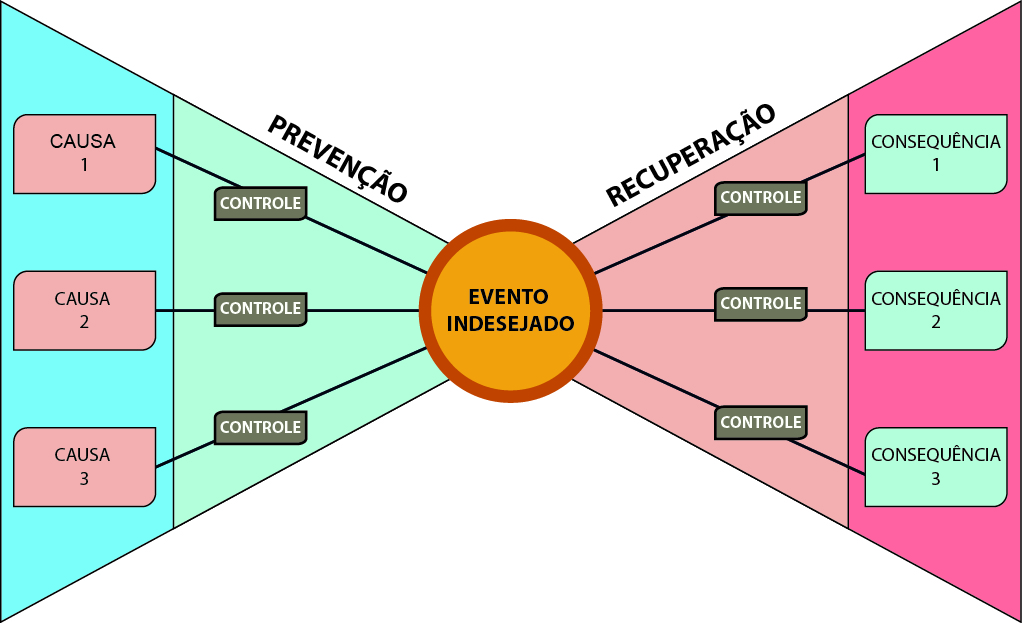 PREVENÇÃO
RECUPERAÇÃO
CAUSA
1
CONTROLE
CONTROLE
CONSEQUÊNCIA
1
CAUSA
2
CONTROLE
EVENTO
INDESEJADO
CONTROLE
CONSEQUÊNCIA
2
CAUSA
3
CONTROLE
CONTROLE
CONSEQUÊNCIA
3